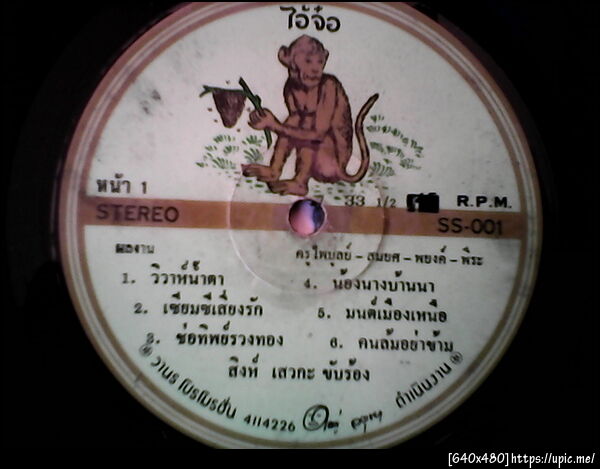 ไอ้จ๋อ
หน้า 1
33 1/2 R.P.M.
STEREO
SS-001
ผลงาน ครูไพบูลย์ - สมยศ - พยงค์ - พีระ
1. วิวาห์น้ำตา
2. เซียมซีเสี่ยงรัก
3. ช่อทิพย์รวงทอง
4. น้องนางบ้านนา
5. มนต์เมืองเหนือ
6. คนล้มอย่าข้าม
สิงห์ เสวกะ ขับร้อง
วานร โปรโมชั่น 4114226 ดำเนินงาน
[640x480]https://upic.me/